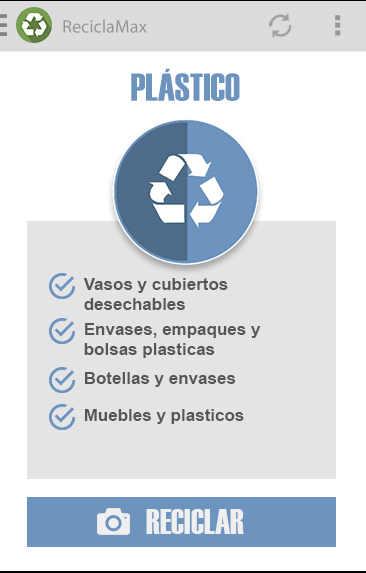 ReciclaMax
PLÁSTICO
Vasos y cubiertos
desechables
Envases, empaques y
bolsas plasticas
Botellas y envases
Muebles y plasticos
RECICLAR